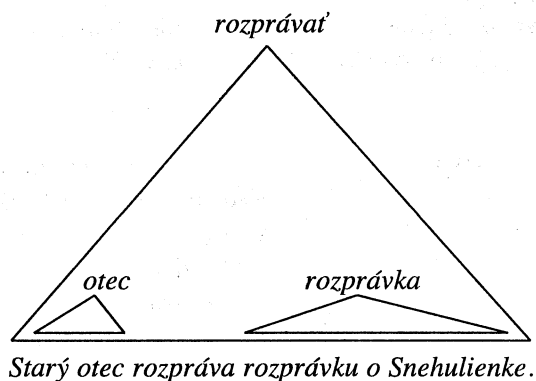 rozprávať
otec rozprávka
Starý otec rozpráva rozprávku o Snehulienke.